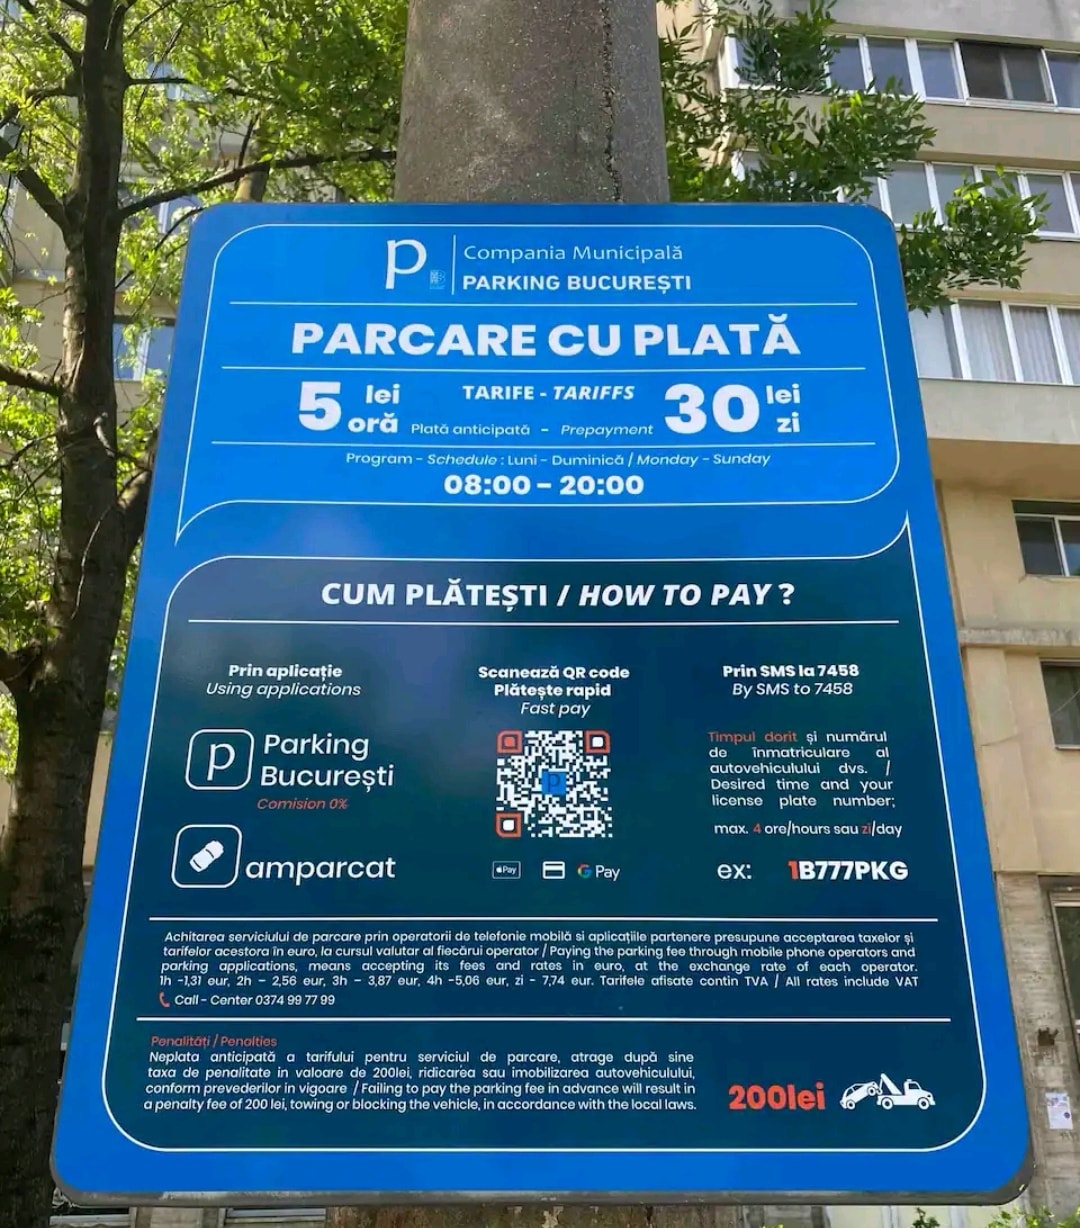 p
Compania Municipală
PARKING BUCUREȘTI
PARCARE CU PLATĂ
5 lei oră
TARIFE - TARIFFS
Plată anticipată - Prepayment
30 lei zi
Program - Schedule : Luni - Duminică / Monday - Sunday
08:00 - 20:00
CUM PLĂTEȘTI / HOW TO PAY ?
Prin aplicație
Using applications
p Parking
București
Comision 0%
amparcat
Scanează QR code
Plătește rapid
Fast pay
Pay
G Pay
Prin SMS la 7458
By SMS to 7458
Timpul dorit și numărul
de înmatriculare al
autovehiculului dvs. /
Desired time and your
license plate number;
max. 4 ore/hours sau zi/day
ex: 1B777PKG
Achitarea serviciului de parcare prin operatorii de telefonie mobilă si aplicațiile partenere presupune acceptarea taxelor și
tarifelor acestora în euro, la cursul valutar al fiecărui operator / Paying the parking fee through mobile phone operators and
parking applications, means accepting its fees and rates in euro, at the exchange rate of each operator.
1h -1,31 eur, 2h - 2,56 eur, 3h - 3,87 eur, 4h -5,06 eur, zi - 7,74 eur. Tarifele afisate contin TVA / All rates include VAT
Call - Center 0374 99 77 99
Penalități / Penalties
Neplata anticipată a tarifului pentru serviciul de parcare, atrage după sine
taxa de penalitate in valoare de 200lei, ridicarea sau imobilizarea autovehiculului,
conform prevederilor in vigoare / Failing to pay the parking fee in advance will result in
a penalty fee of 200 lei, towing or blocking the vehicle, in accordance with the local laws.
200lei